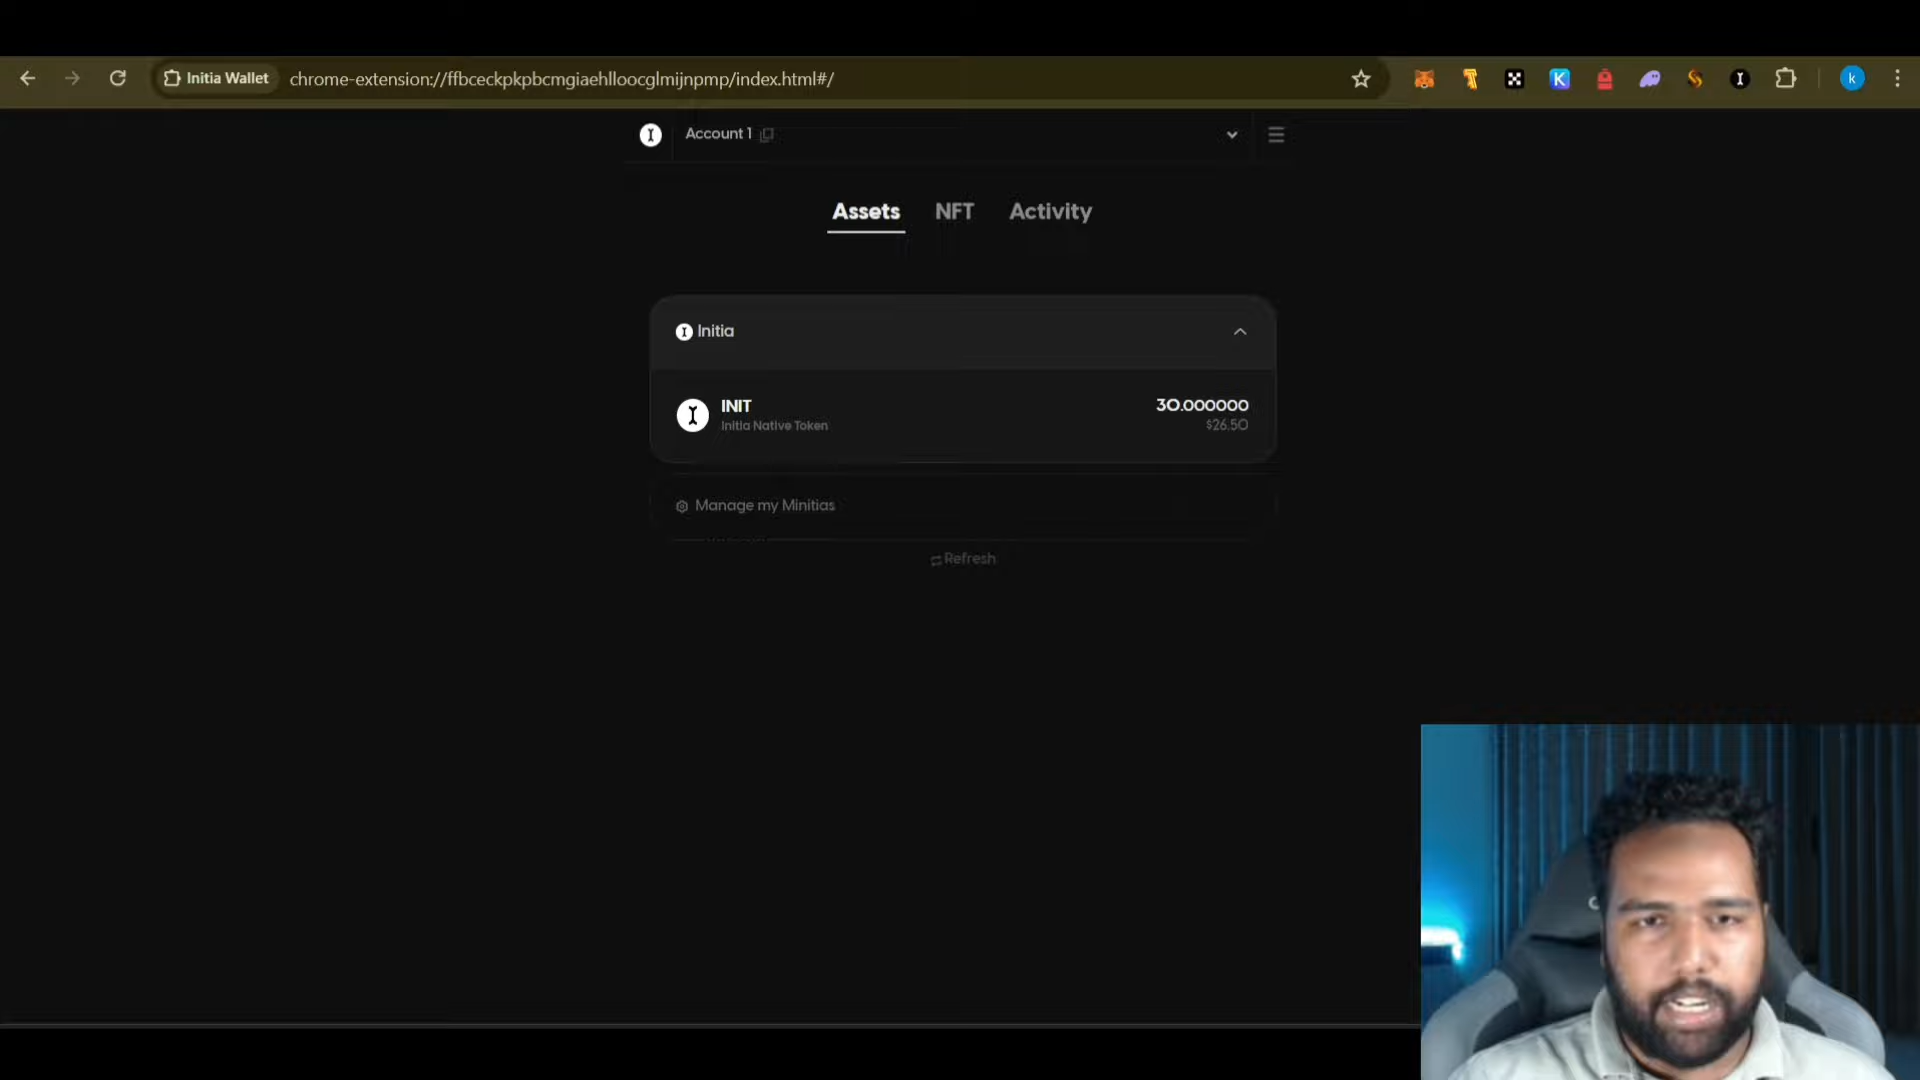 Initia Wallet
chrome-extension://ffbceckpkpbcmgiaehlloocglmijnpmp/index.html#/
K
k
Account 1
Assets NFT Activity
Initia
INIT
30.000000
Initia Native Token
$26.50
Manage my Minitias
Refresh